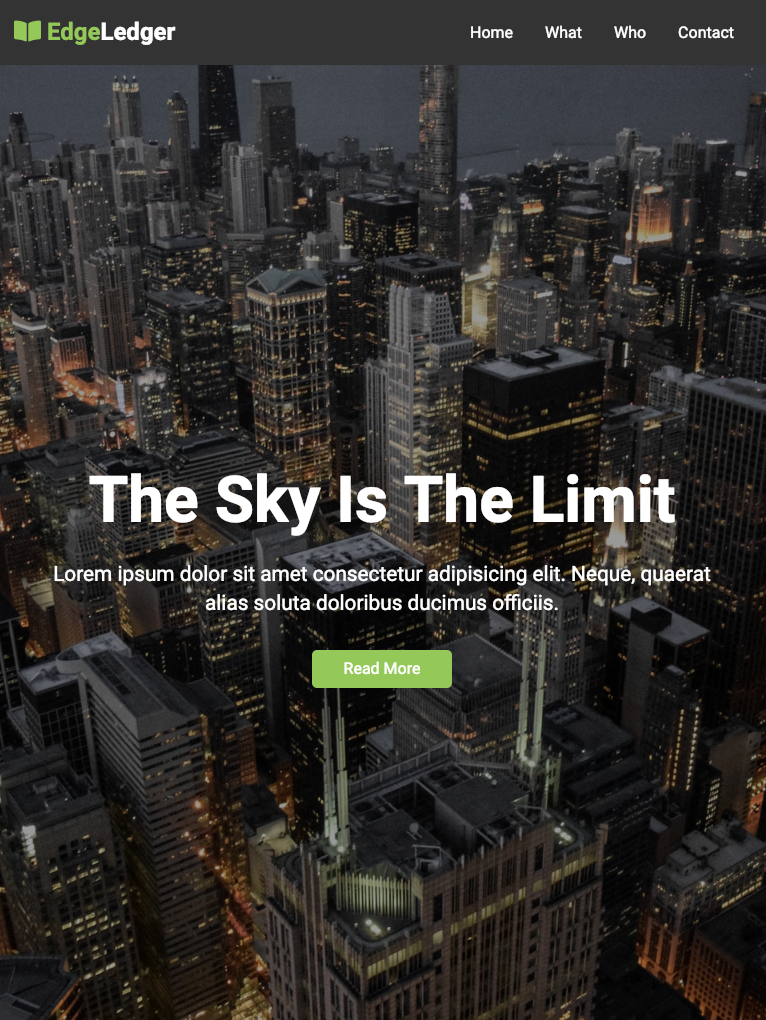 EdgeLedger
Home What Who Contact
The Sky Is The Limit
Lorem ipsum dolor sit amet consectetur adipisicing elit. Neque, quaerat
alias soluta doloribus ducimus officiis.
Read More